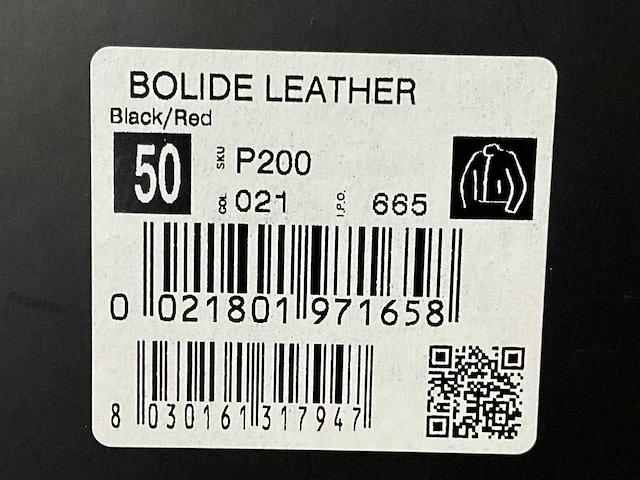 BOLIDE LEATHER
Black/Red
50
SKU P200
COL 021 I.P.O. 665
0 021801 971658
8 030161 317947